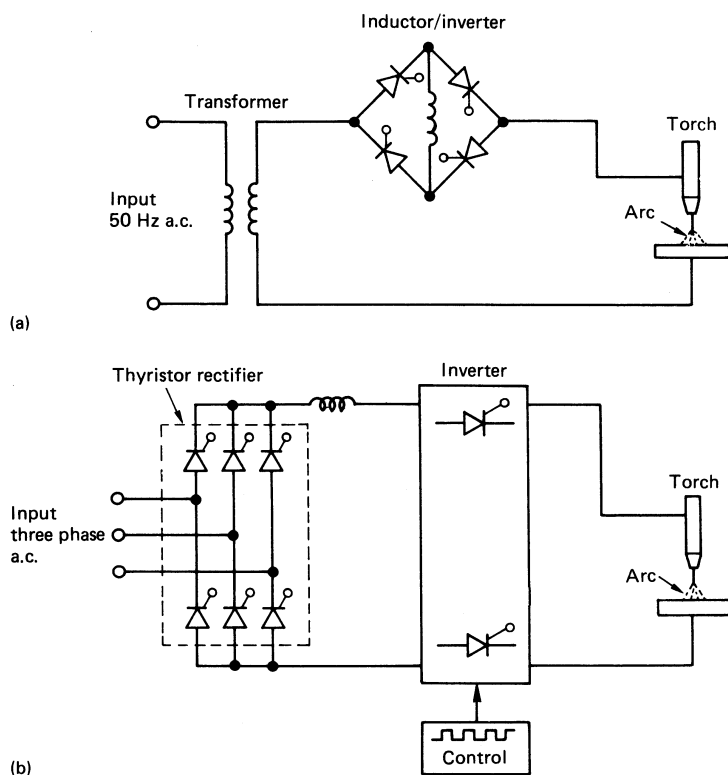 Inductor/inverter
Transformer
Torch
Input
50 Hz a.c.
Arc
(a)
Thyristor rectifier
Inverter
Torch
Input
three phase
a.c.
Arc
Control
(b)